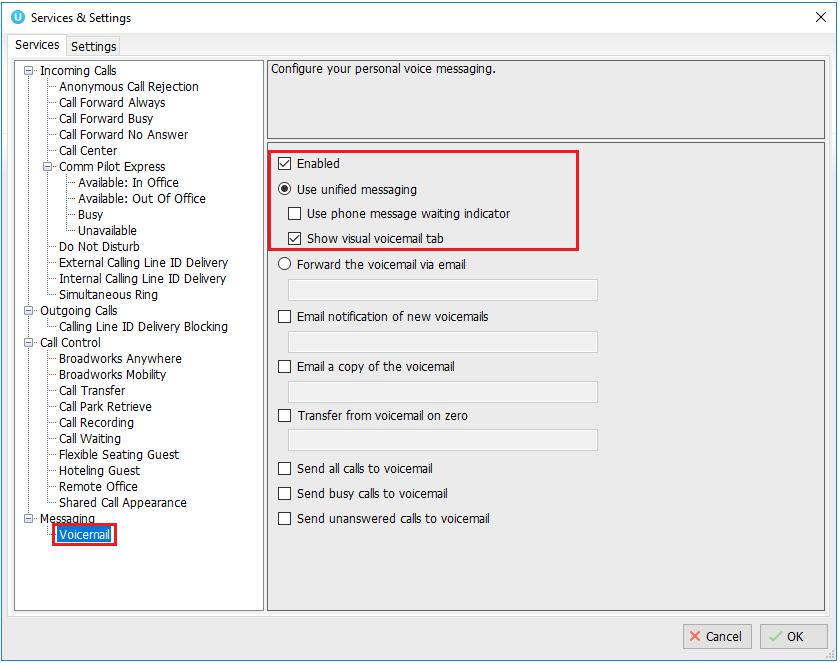 U Services & Settings
Services Settings
Incoming Calls
Anonymous Call Rejection
Call Forward Always
Call Forward Busy
Call Forward No Answer
Call Center
Comm Pilot Express
Available: In Office
Available: Out Of Office
Busy
Unavailable
Do Not Disturb
External Calling Line ID Delivery
Internal Calling Line ID Delivery
Simultaneous Ring
Outgoing Calls
Calling Line ID Delivery Blocking
Call Control
Broadworks Anywhere
Broadworks Mobility
Call Transfer
Call Park Retrieve
Call Recording
Call Waiting
Flexible Seating Guest
Hoteling Guest
Remote Office
Shared Call Appearance
Messaging
Voicemail
Configure your personal voice messaging.
Enabled
Use unified messaging
Use phone message waiting indicator
Show visual voicemail tab
Forward the voicemail via email
Email notification of new voicemails
Email a copy of the voicemail
Transfer from voicemail on zero
Send all calls to voicemail
Send busy calls to voicemail
Send unanswered calls to voicemail
Cancel OK